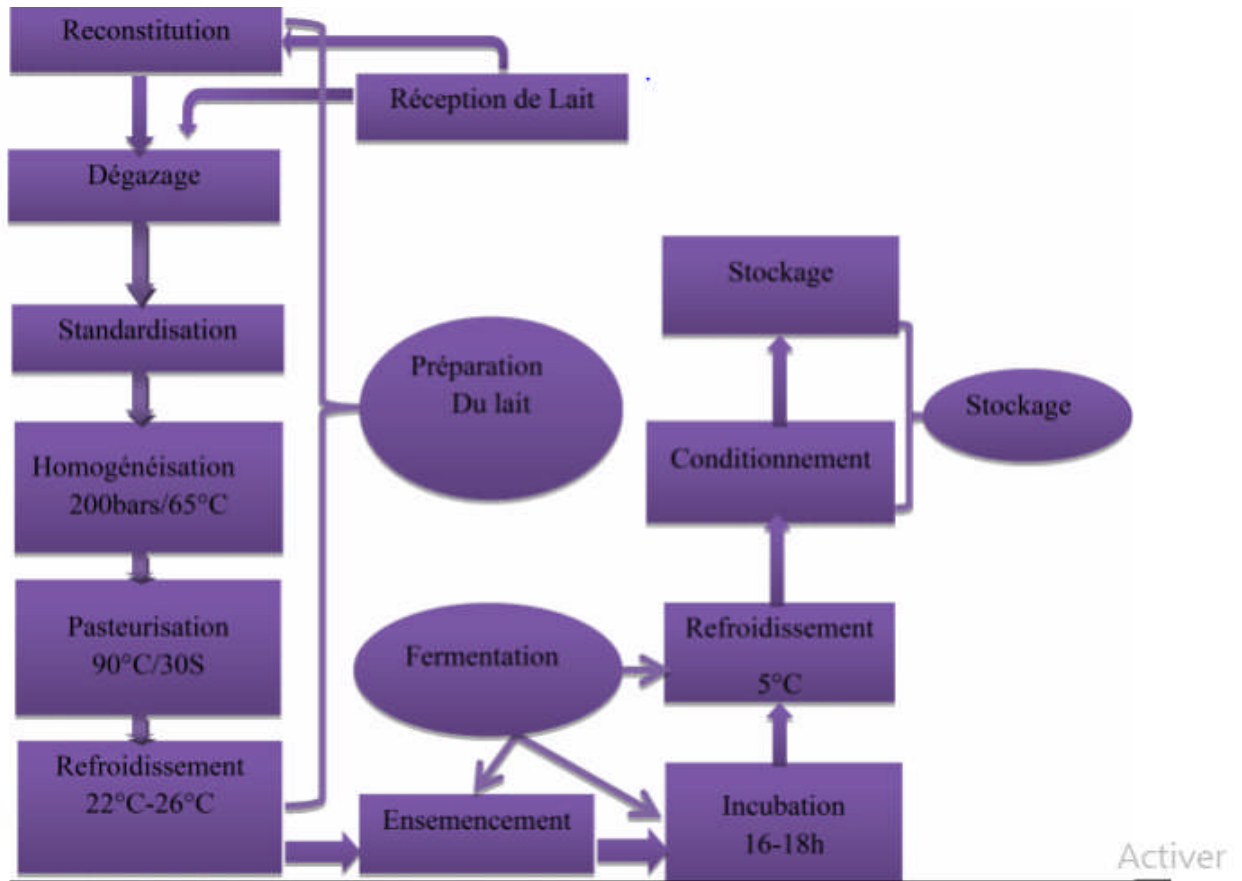 Reconstitution
Réception de Lait
Dégazage
Standardisation
Homogénéisation
200bars/65°C
Pasteurisation
90°C/30S
Refroidissement
22°C-26°C
Préparation
Du lait
Fermentation
Ensemencement
Incubation
16-18h
Refroidissement
5°C
Conditionnement
Stockage
Stockage
Activer